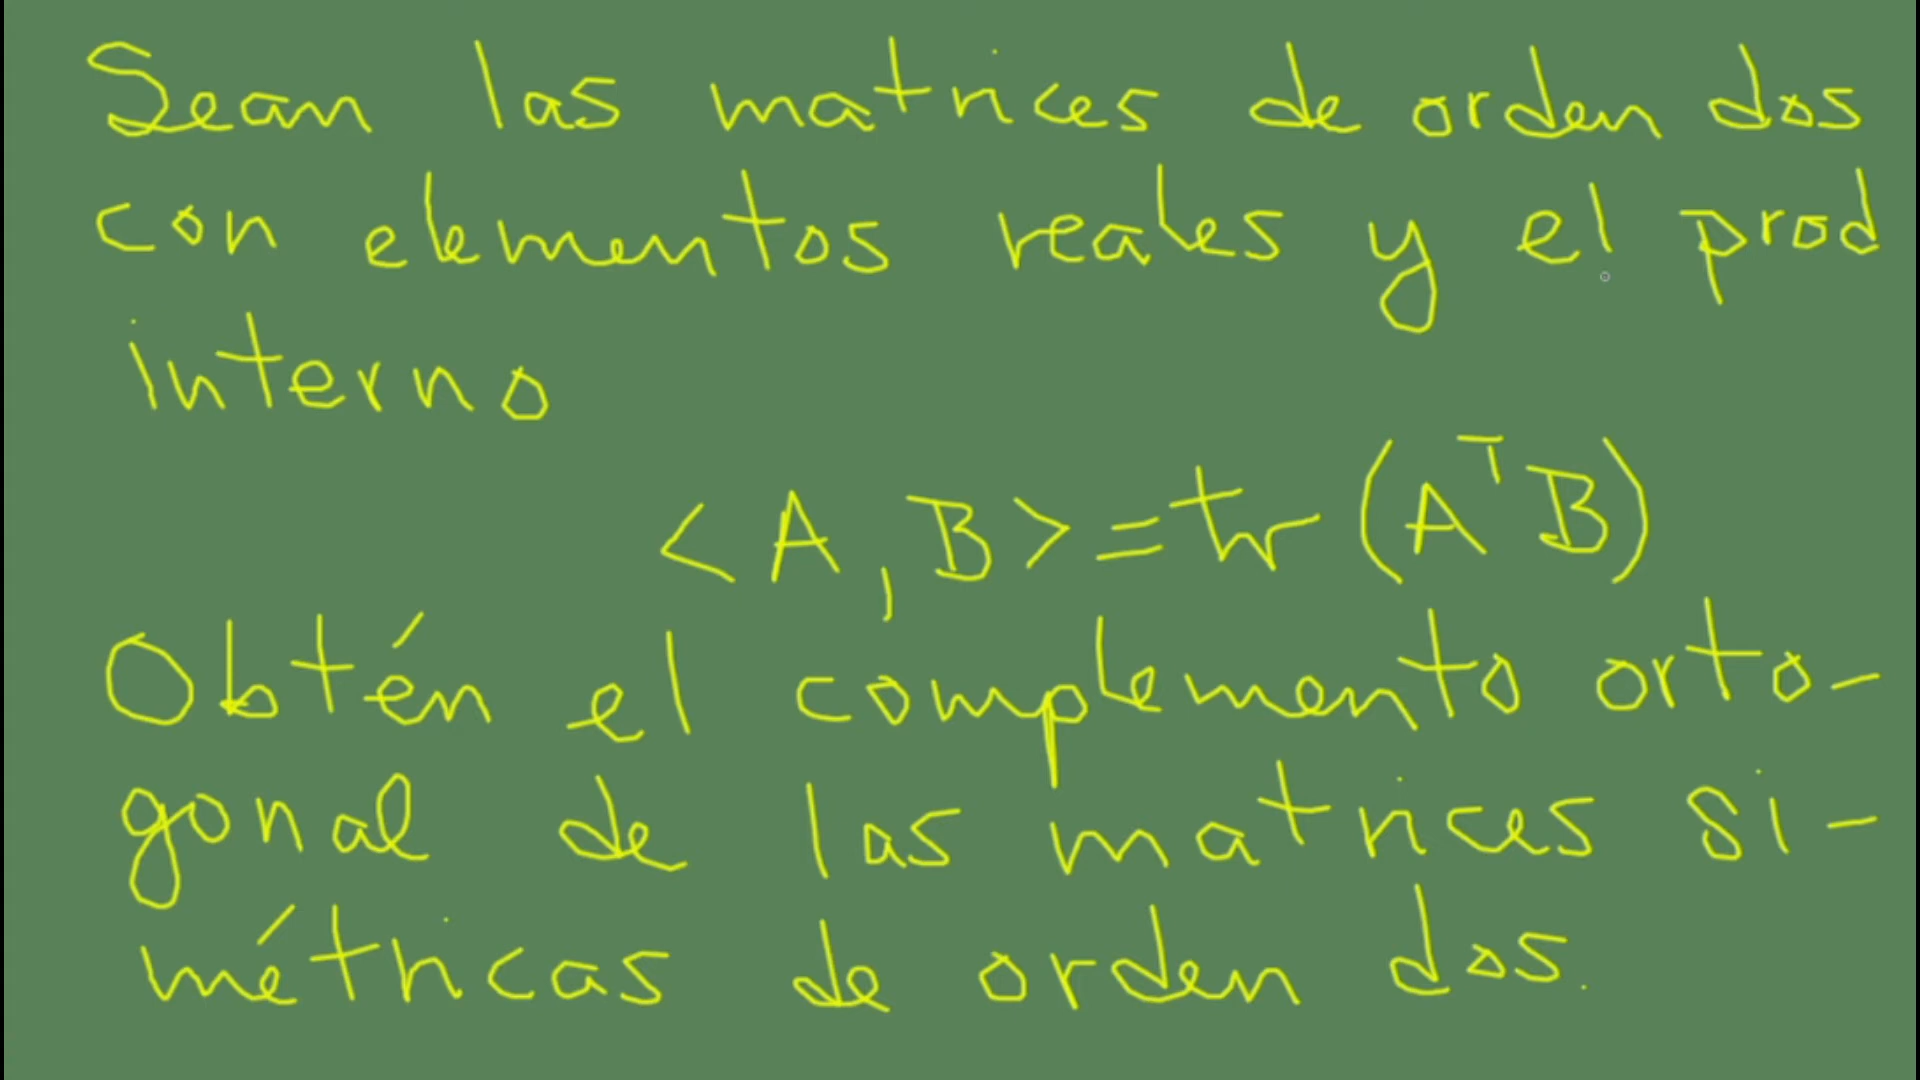 Sean las matrices de orden dos
con elementos reales y el prod
interno
<A,B>=tr(AᵀB)
Obtén el complemento orto-
gonal de las matrices si-
métricas de orden dos.